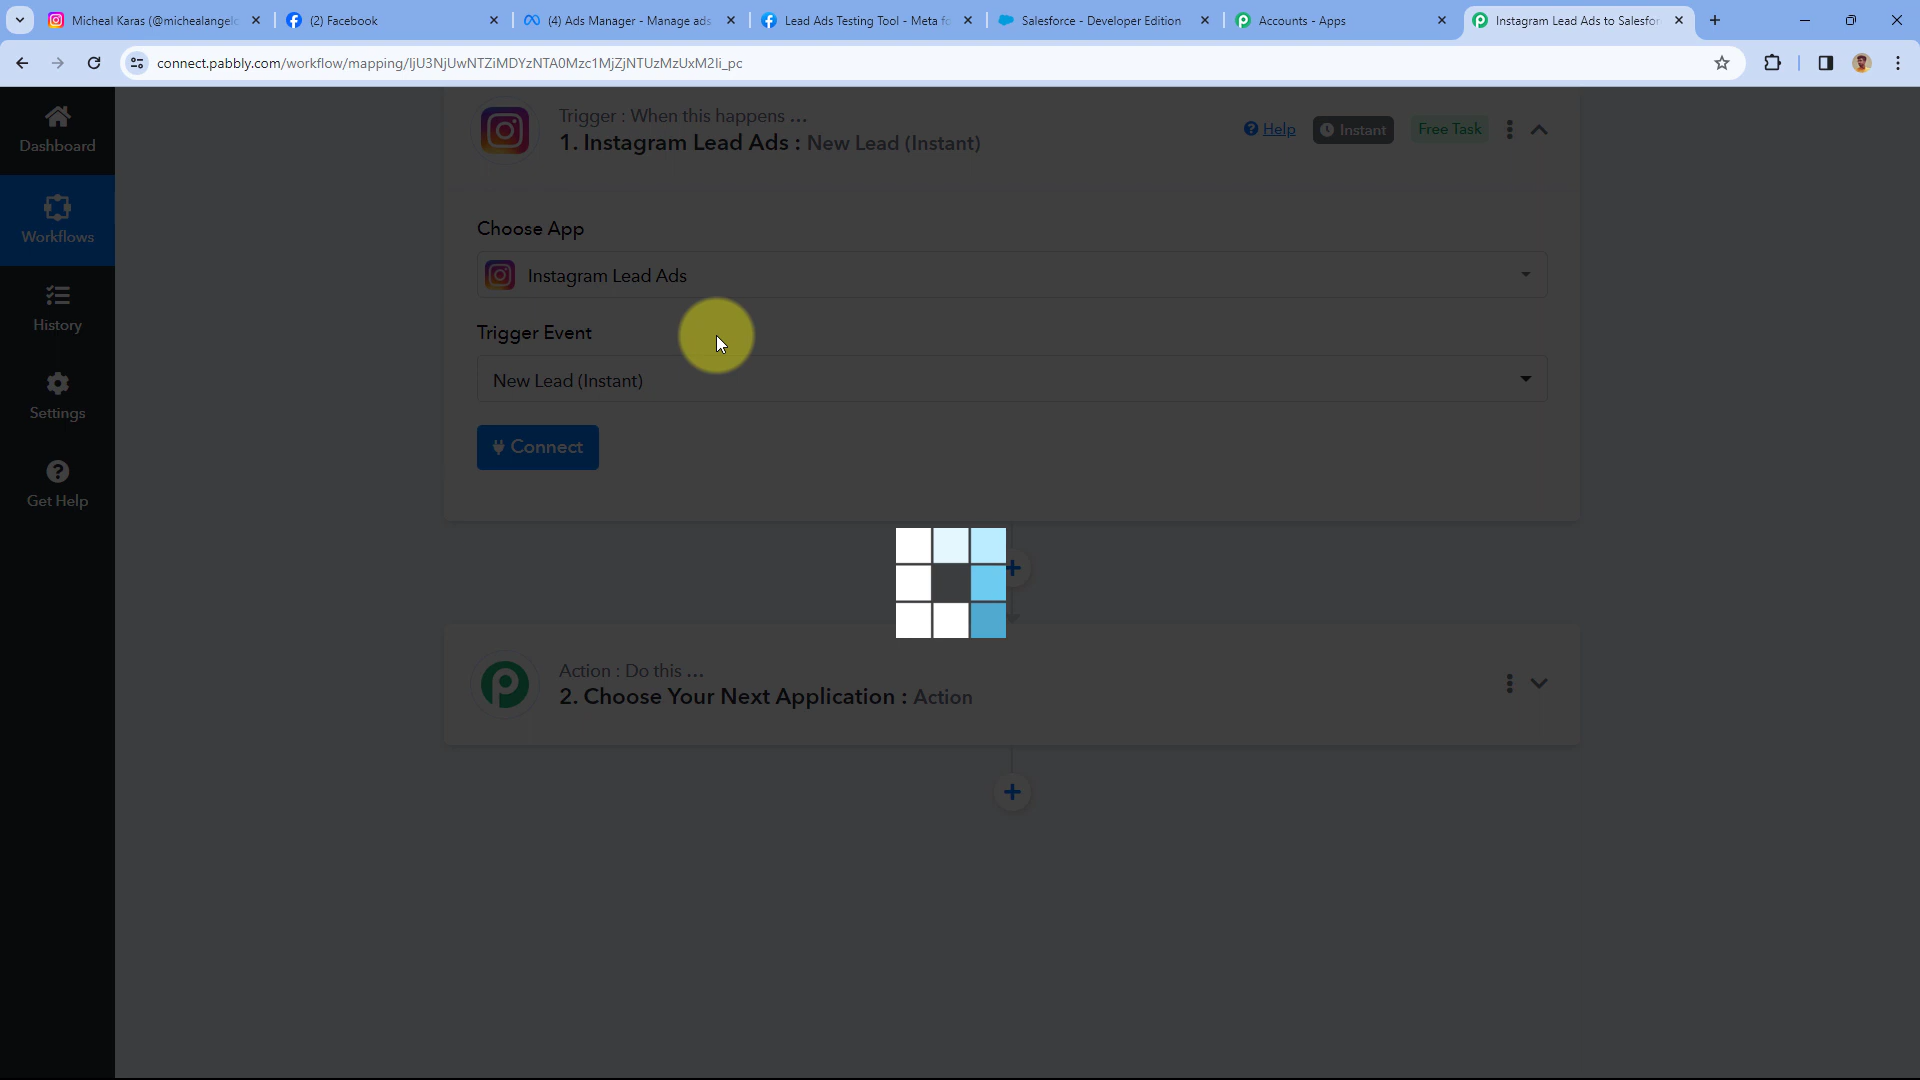 Micheal Karas (@michealangelo
(2) Facebook
(4) Ads Manager - Manage ads
Lead Ads Testing Tool - Meta fo
Salesforce - Developer Edition
Accounts - Apps
Instagram Lead Ads to Salesfor
connect.pabbly.com/workflow/mapping/IjU3NjUwNTZiMDYzNTA0Mzc1MjZjNTUzMzUxM2Ii_pc
Dashboard
Workflows
History
Settings
Get Help
Trigger : When this happens ...
1. Instagram Lead Ads : New Lead (Instant)
Help
Instant
Free Task
Choose App
Instagram Lead Ads
Trigger Event
New Lead (Instant)
Connect
Action : Do this ...
2. Choose Your Next Application : Action